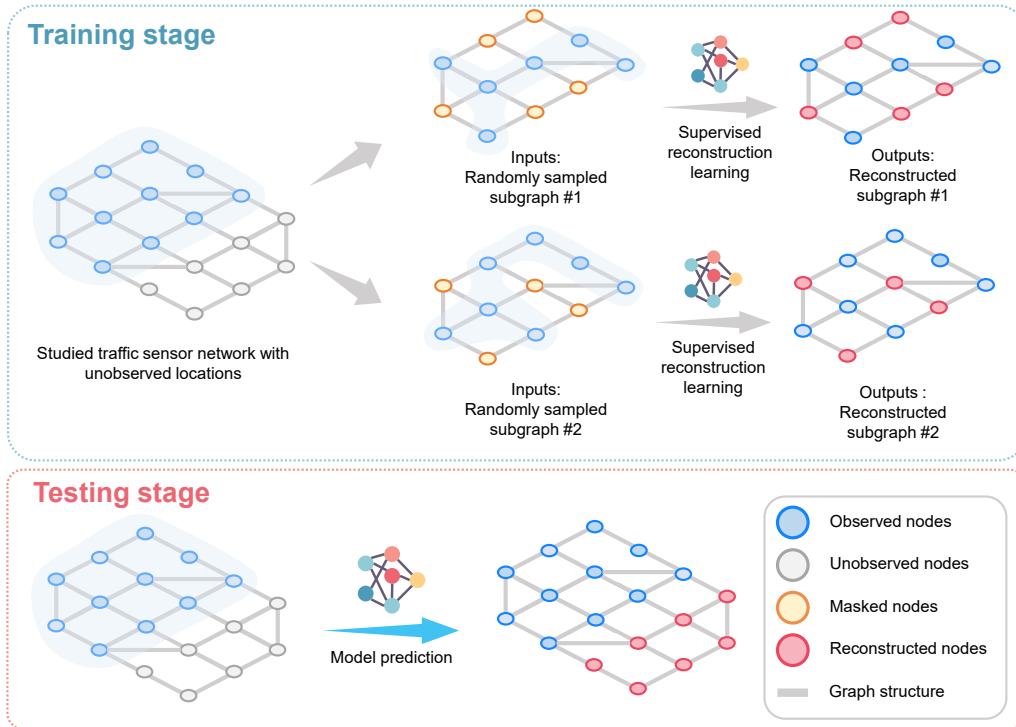 Training stage
Studied traffic sensor network with
unobserved locations
Inputs:
Randomly sampled
subgraph #1
Supervised
reconstruction
learning
Outputs:
Reconstructed
subgraph #1
Inputs:
Randomly sampled
subgraph #2
Supervised
reconstruction
learning
Outputs :
Reconstructed
subgraph #2
Testing stage
Model prediction
Observed nodes
Unobserved nodes
Masked nodes
Reconstructed nodes
Graph structure